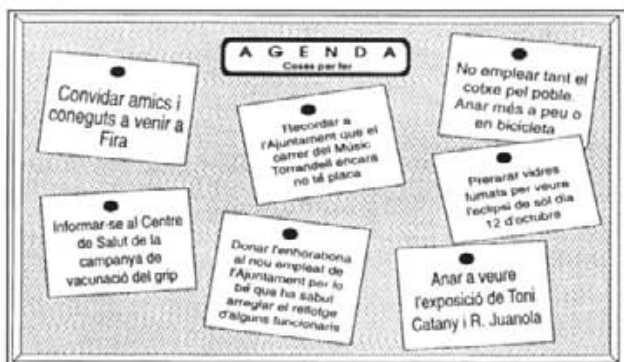 AGENDA
Coses per fer
Convidar amics i
coneguts a venir a
Fira
Recordar a
l'Ajuntament que el
carrer del Músic
Torrandell encara
no té placa
No emplear tant el
cotxe pel poble.
Anar més a peu o
en bicicleta
Informar-se al Centre
de Salut de la
campanya de
vacunació del grip
Donar l'enhorabona
al nou empleat de
l'Ajuntament per lo
bé que ha sabut
arreglar el rellotge
d'alguns funcionaris
Prerarar vidres
fumats per veure
l'eclipsi de sol dia
12 d'octubre
Anar a veure
l'exposició de Toni
Catany i R. Juanola